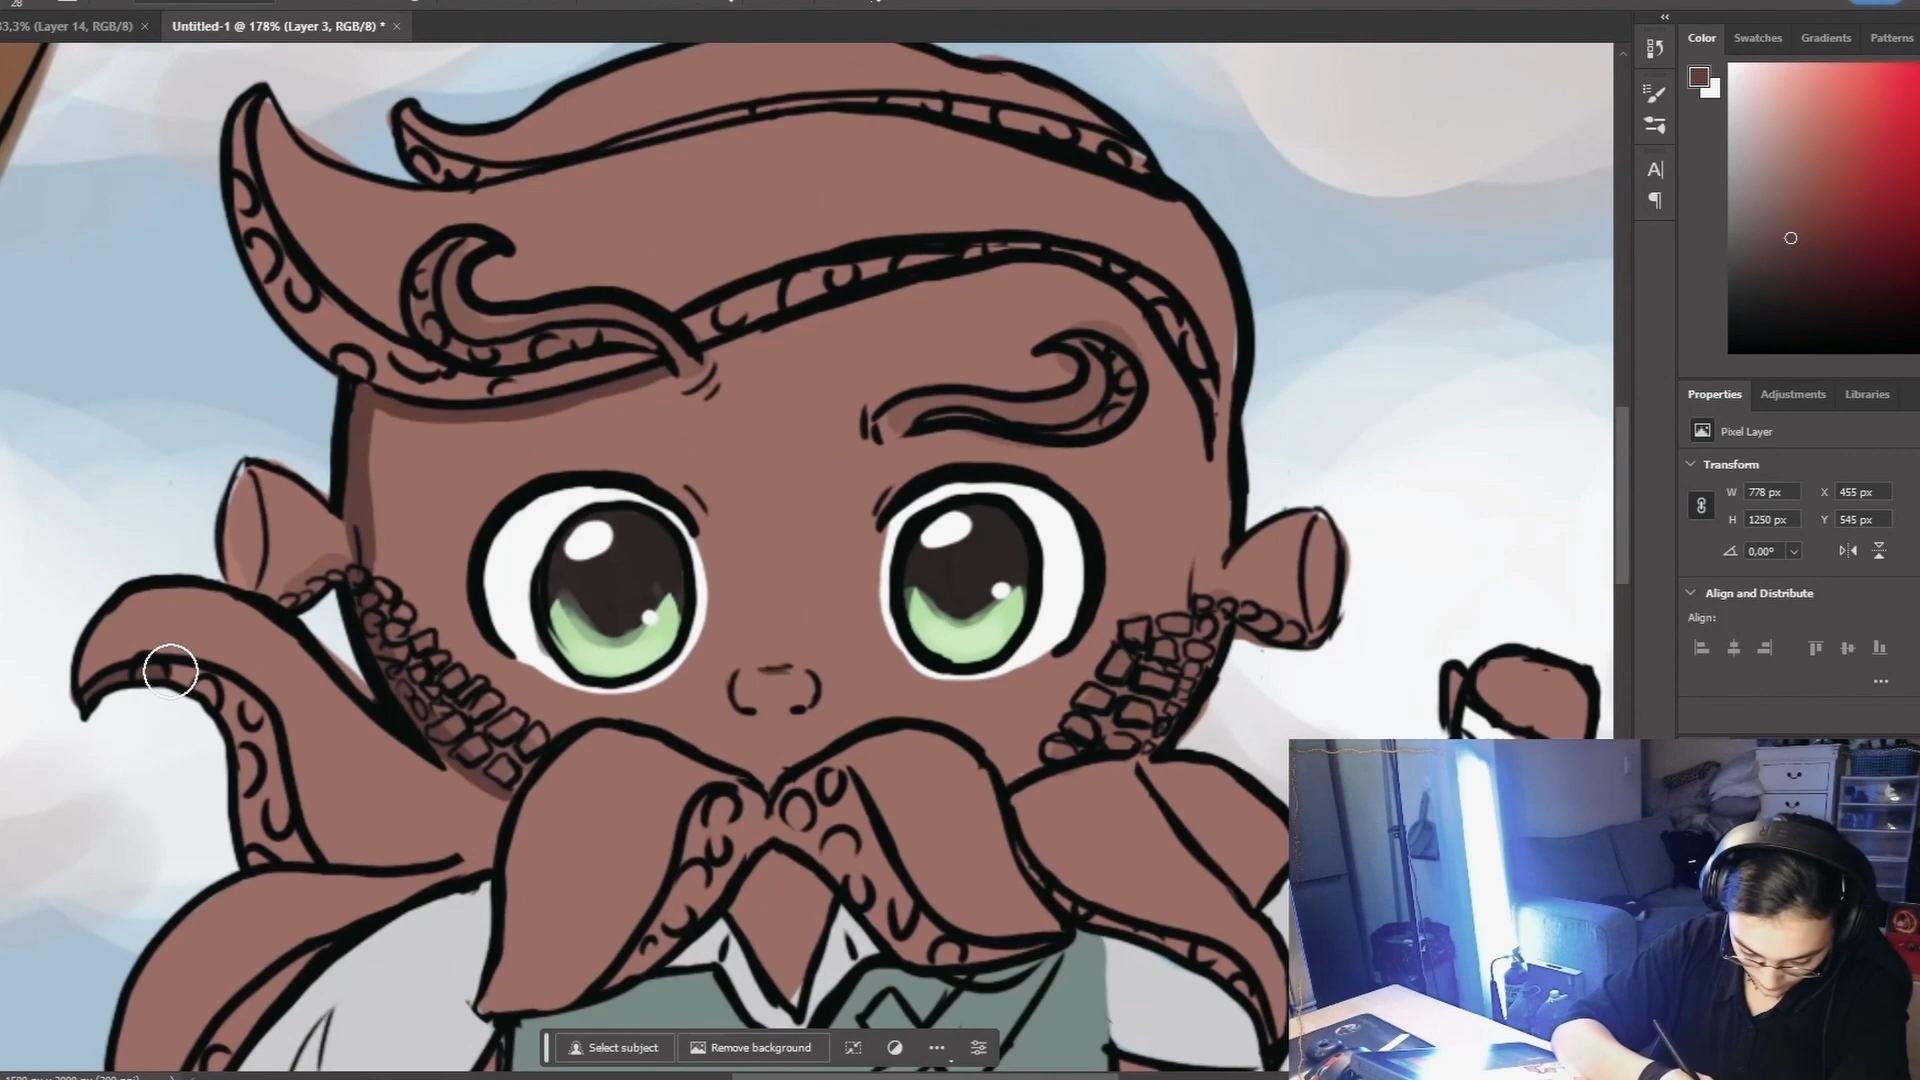 28
33,3% (Layer 14, RGB/8) ×
Untitled-1 @ 178% (Layer 3, RGB/8) * ×
Color Swatches Gradients Patterns
Properties Adjustments Libraries
Pixel Layer
Transform
W 778 px X 455 px
H 1250 px Y 545 px
0,00°
Align and Distribute
Align:
Select subject Remove background